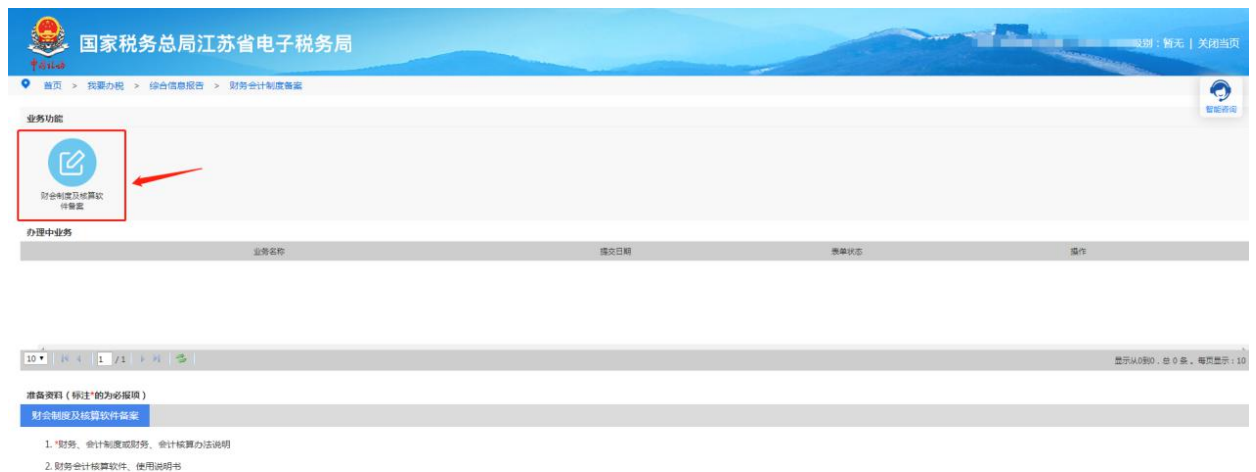 国家税务总局江苏省电子税务局
级别：暂无 | 关闭当页
首页 > 我要办税 > 综合信息报告 > 财务会计制度备案
智能咨询
业务功能
财会制度及核算软
件备案
办理中业务
业务名称 提交日期 表单状态 操作
10 1 /1
显示从0到0，总 0 条。每页显示：10
准备资料（标注*的为必报项）
财会制度及核算软件备案
1. *财务、会计制度或财务、会计核算办法说明
2. 财务会计核算软件、使用说明书